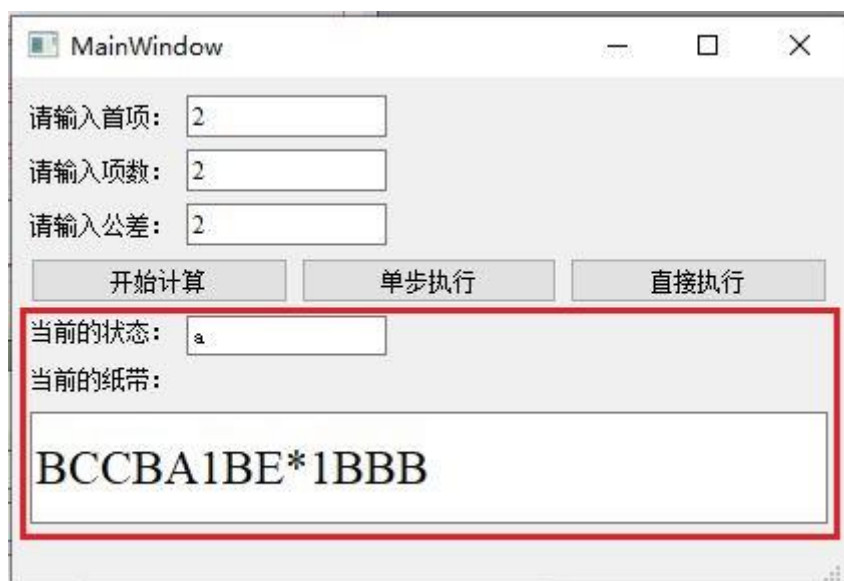 MainWindow
请输入首项： 2
请输入项数： 2
请输入公差： 2
开始计算 单步执行 直接执行
当前的状态： a
当前的纸带：
BCCBA1BE*1BBB